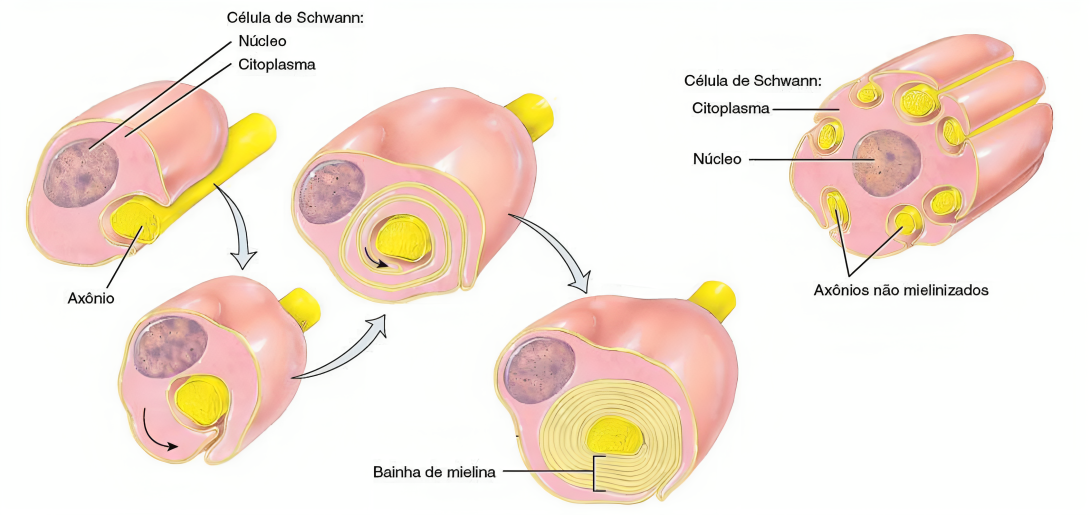 Célula de Schwann:
Núcleo
Citoplasma
Axônio
Bainha de mielina
Célula de Schwann:
Citoplasma
Núcleo
Axônios não mielinizados